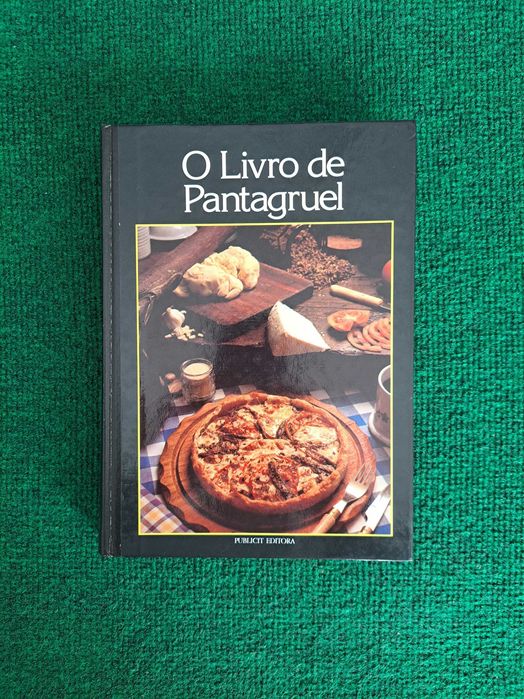 O Livro de
Pantagruel
PUBLICIT EDITORA